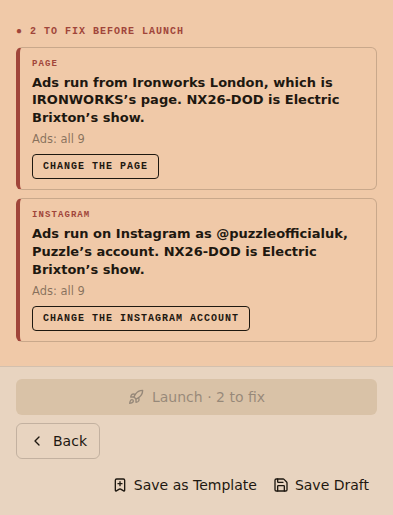 ● 2 TO FIX BEFORE LAUNCH
PAGE
Ads run from Ironworks London, which is
IRONWORKS’s page. NX26-DOD is Electric
Brixton’s show.
Ads: all 9
CHANGE THE PAGE
INSTAGRAM
Ads run on Instagram as @puzzleofficialuk,
Puzzle’s account. NX26-DOD is Electric
Brixton’s show.
Ads: all 9
CHANGE THE INSTAGRAM ACCOUNT
Launch · 2 to fix
Back
Save as Template Save Draft